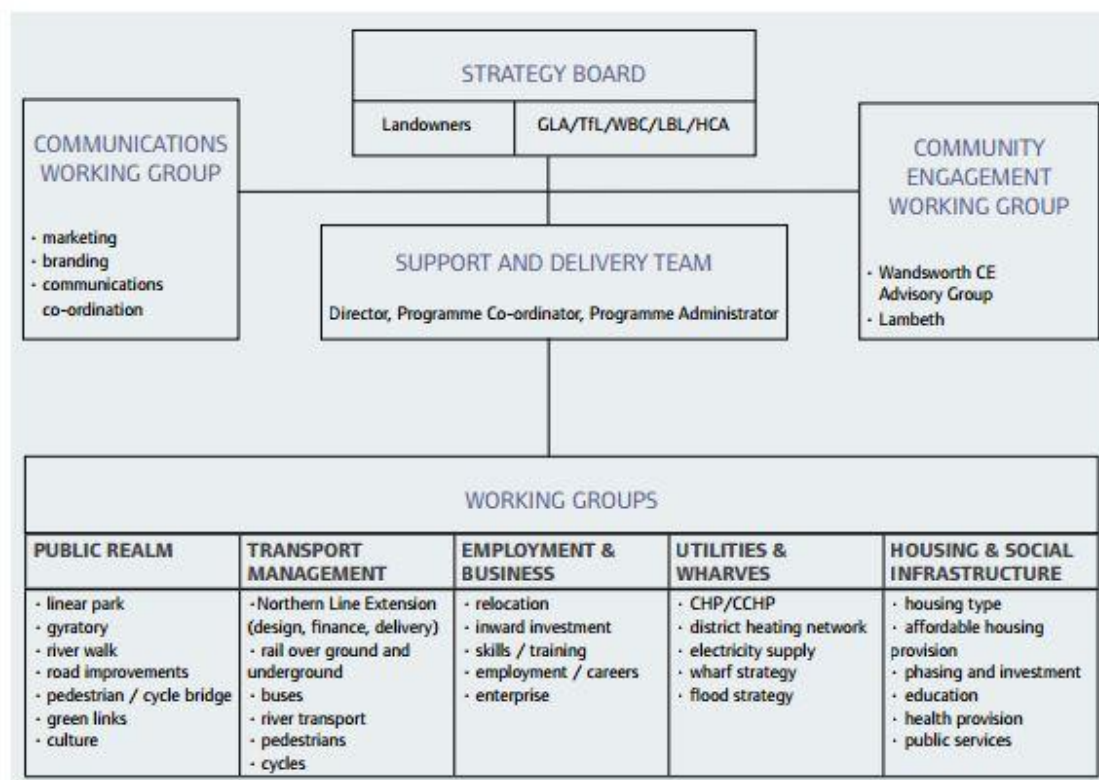 STRATEGY BOARD
Landowners
GLA/TfL/WBC/LBL/HCA
COMMUNICATIONS
WORKING GROUP
· marketing
· branding
· communications
co-ordination
SUPPORT AND DELIVERY TEAM
Director, Programme Co-ordinator, Programme Administrator
COMMUNITY
ENGAGEMENT
WORKING GROUP
· Wandsworth CE
Advisory Group
· Lambeth
WORKING GROUPS
PUBLIC REALM
· linear park
· gyratory
· river walk
· road improvements
· pedestrian / cycle bridge
· green links
· culture
TRANSPORT
MANAGEMENT
·Northern Line Extension
(design, finance, delivery)
· rail over ground and
underground
· buses
· river transport
· pedestrians
· cycles
EMPLOYMENT &
BUSINESS
· relocation
· inward investment
· skills / training
· employment / careers
· enterprise
UTILITIES &
WHARVES
· CHP/CCHP
· district heating network
· electricity supply
· wharf strategy
· flood strategy
HOUSING & SOCIAL
INFRASTRUCTURE
· housing type
· affordable housing
provision
· phasing and investment
· education
· health provision
· public services